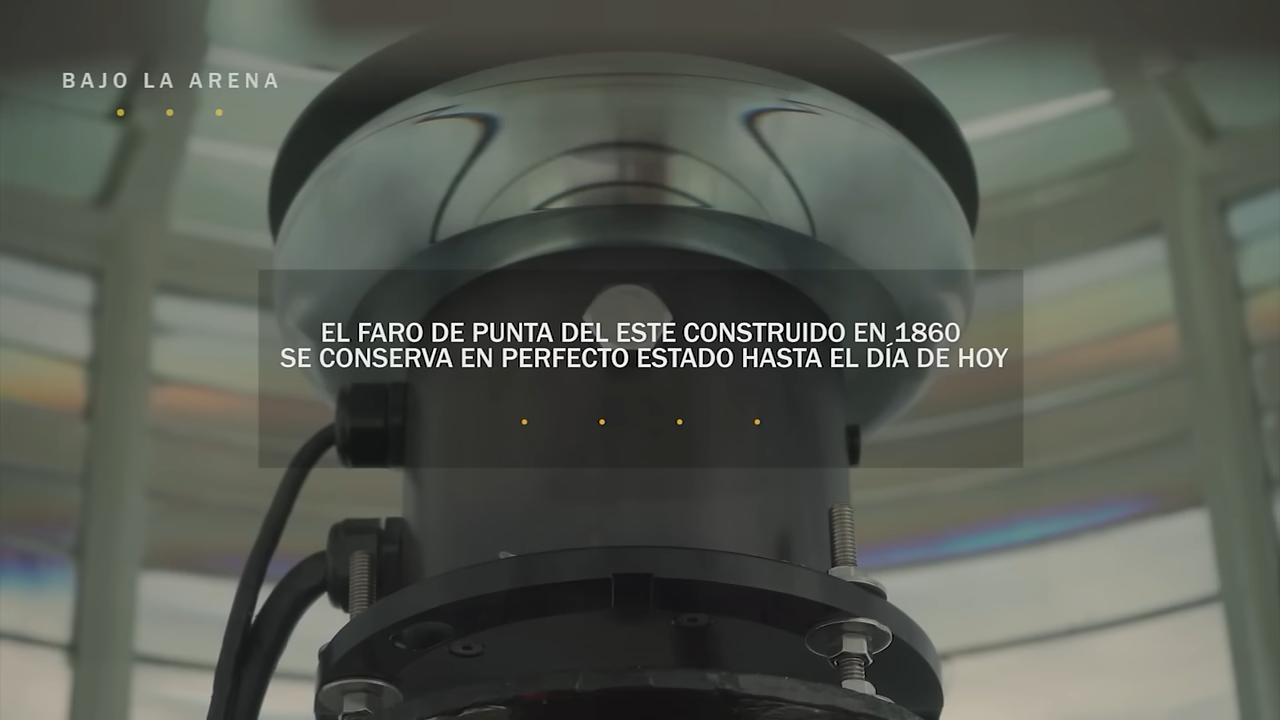 BAJO LA ARENA
EL FARO DE PUNTA DEL ESTE CONSTRUIDO EN 1860
SE CONSERVA EN PERFECTO ESTADO HASTA EL DÍA DE HOY